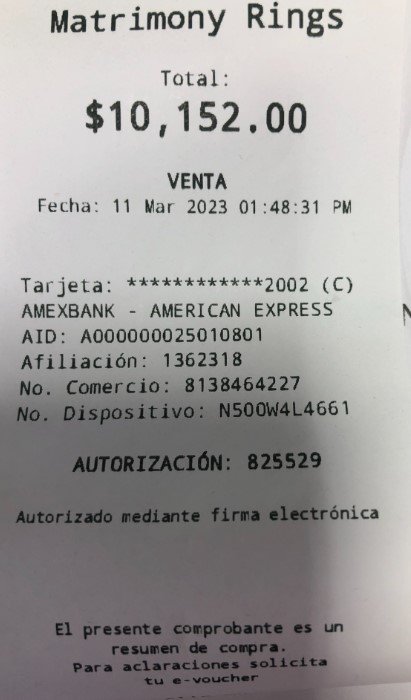 Matrimony Rings
Total:
$10,152.00
VENTA
Fecha: 11 Mar 2023 01:48:31 PM
Tarjeta: ************2002 (C)
AMEXBANK - AMERICAN EXPRESS
AID: A000000025010801
Afiliación: 1362318
No. Comercio: 8138464227
No. Dispositivo: N500W4L4661
AUTORIZACIÓN: 825529
Autorizado mediante firma electrónica
El presente comprobante es un
resumen de compra.
Para aclaraciones solicita
tu e-voucher